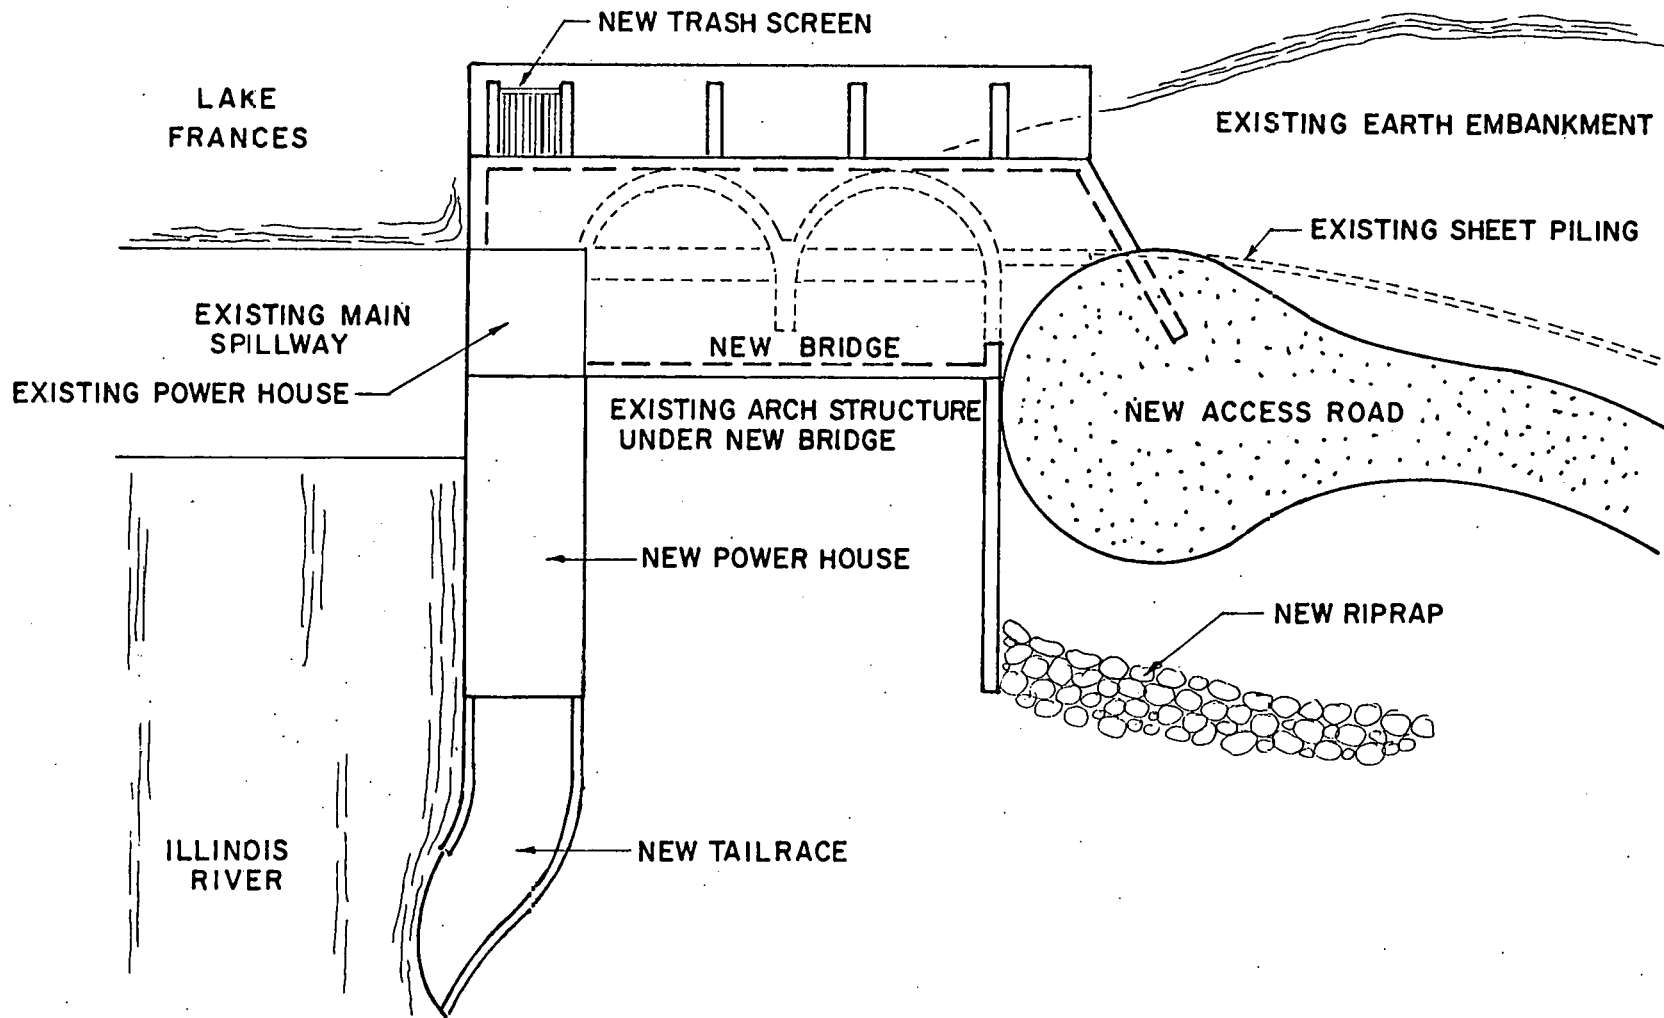 NEW TRASH SCREEN
LAKE
FRANCES
EXISTING EARTH EMBANKMENT
EXISTING SHEET PILING
EXISTING MAIN
SPILLWAY
NEW BRIDGE
EXISTING POWER HOUSE
EXISTING ARCH STRUCTURE
UNDER NEW BRIDGE
NEW ACCESS ROAD
NEW POWER HOUSE
NEW RIPRAP
ILLINOIS
RIVER
NEW TAILRACE